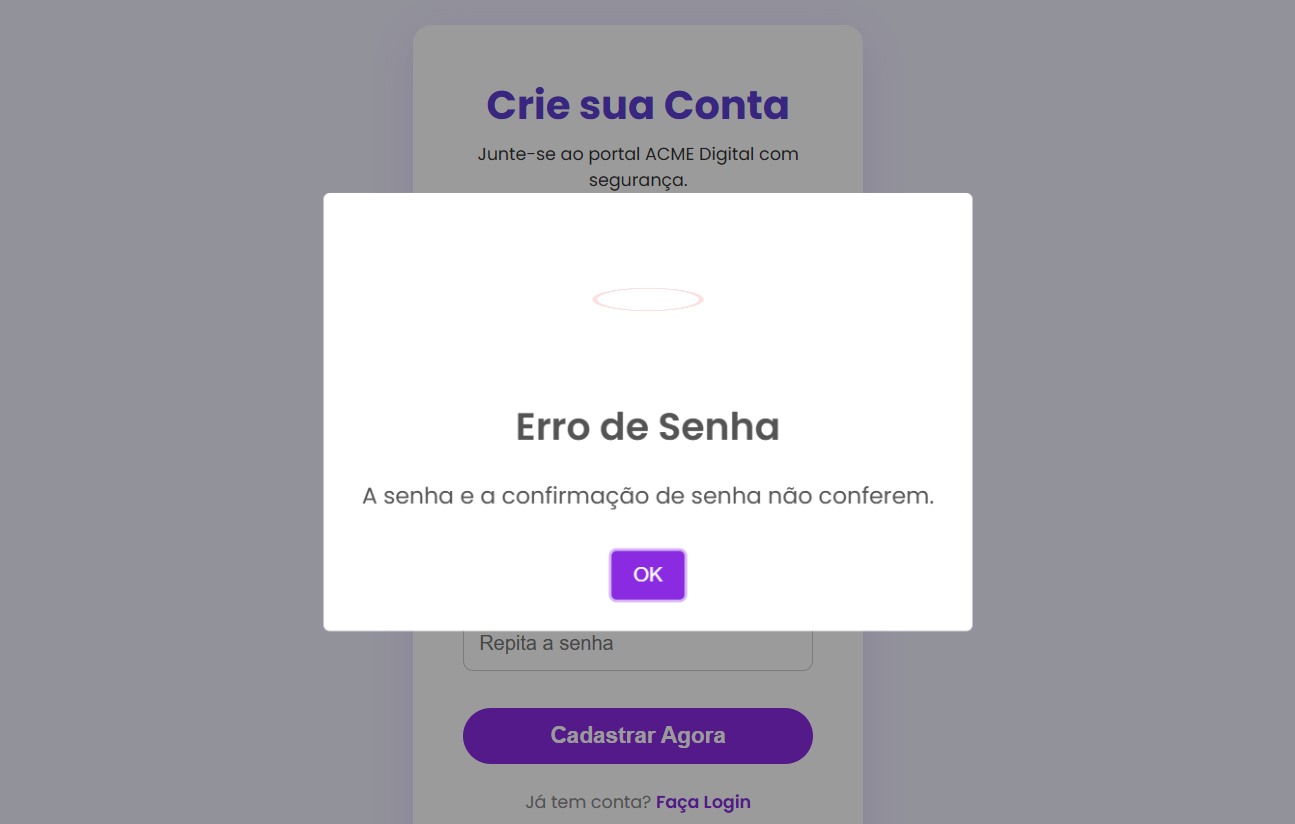 Crie sua Conta
Junte-se ao portal ACME Digital com
segurança.
Erro de Senha
A senha e a confirmação de senha não conferem.
OK
Repita a senha
Cadastrar Agora
Já tem conta? Faça Login